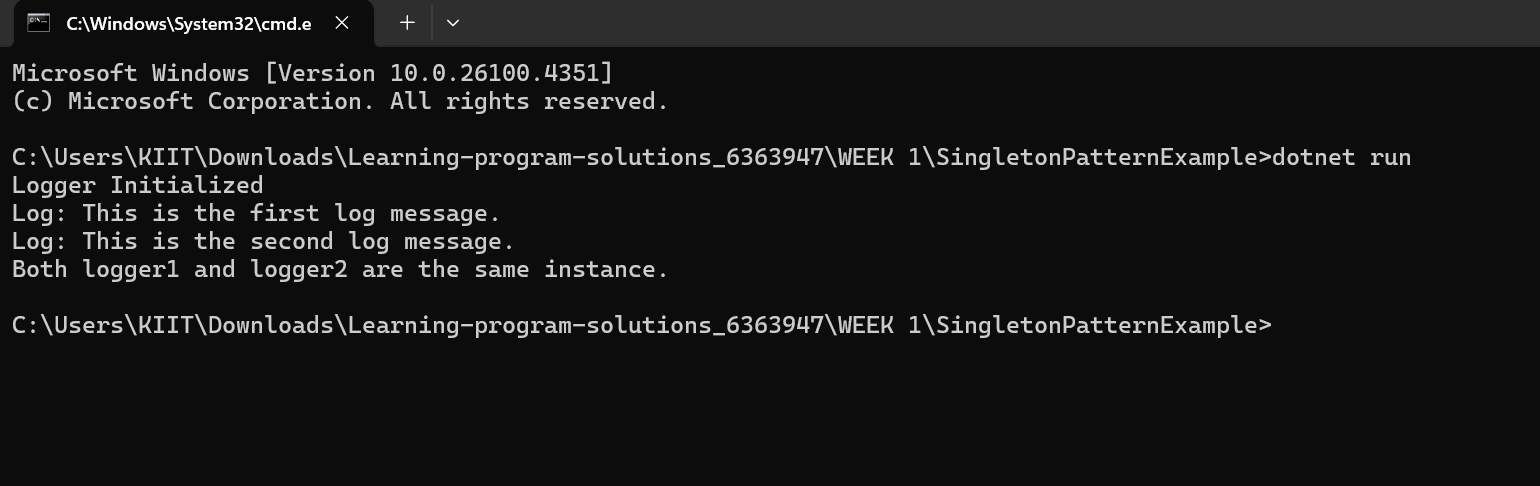 C:\Windows\System32\cmd.e
Microsoft Windows [Version 10.0.26100.4351]
(c) Microsoft Corporation. All rights reserved.
C:\Users\KIIT\Downloads\Learning-program-solutions_6363947\WEEK 1\SingletonPatternExample>dotnet run
Logger Initialized
Log: This is the first log message.
Log: This is the second log message.
Both logger1 and logger2 are the same instance.
C:\Users\KIIT\Downloads\Learning-program-solutions_6363947\WEEK 1\SingletonPatternExample>